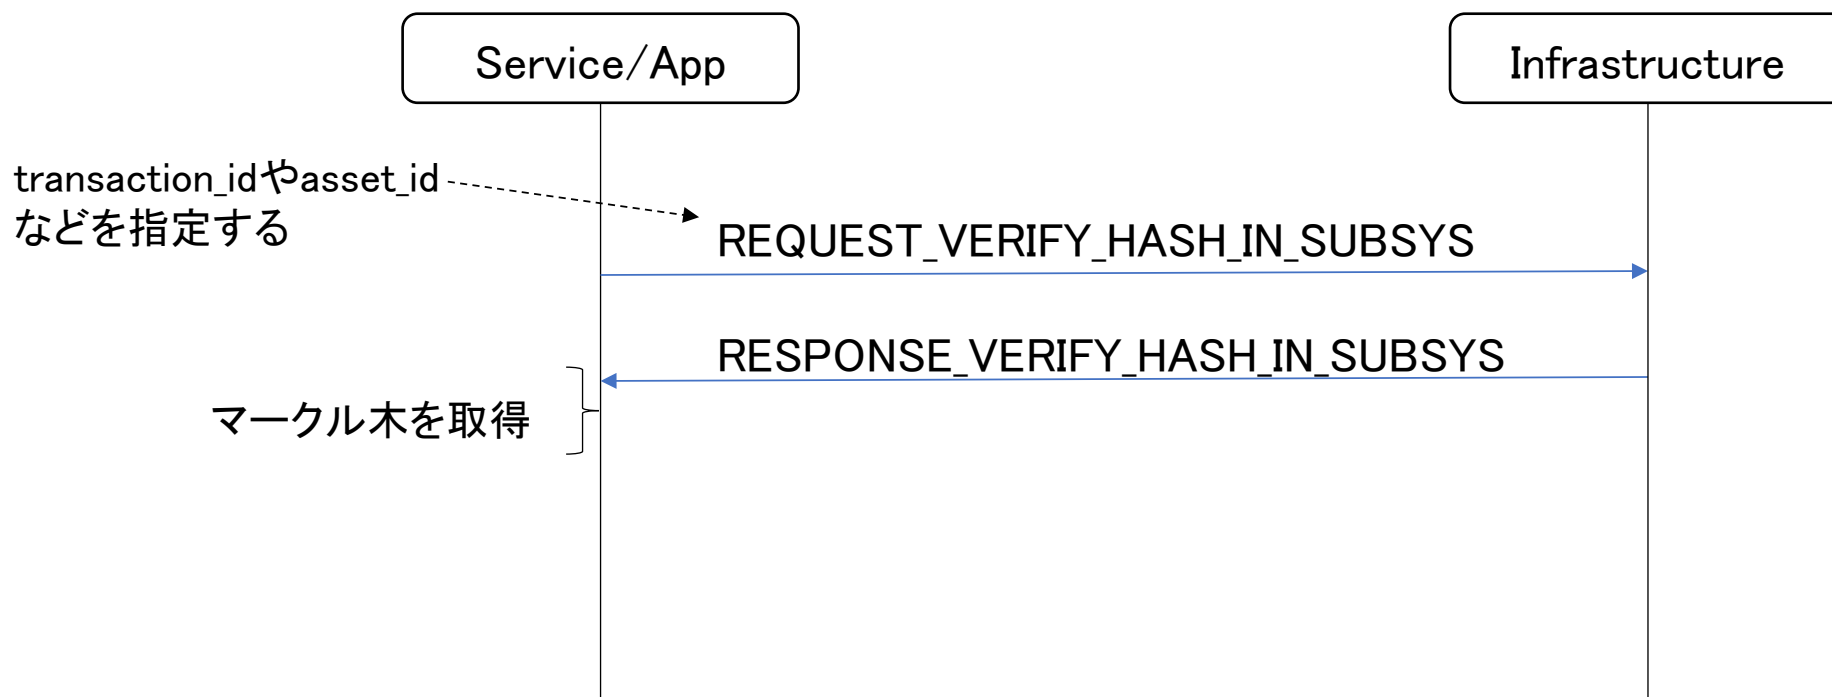 Service/App
Infrastructure
transaction_idやasset_id
などを指定する
REQUEST_VERIFY_HASH_IN_SUBSYS
RESPONSE_VERIFY_HASH_IN_SUBSYS
マークル木を取得